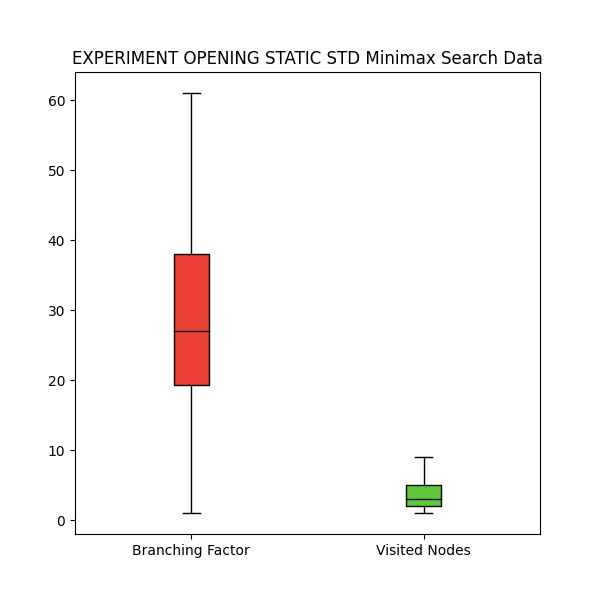 EXPERIMENT OPENING STATIC STD Minimax Search Data
60
50
40
30
20
10
0
Branching Factor
Visited Nodes